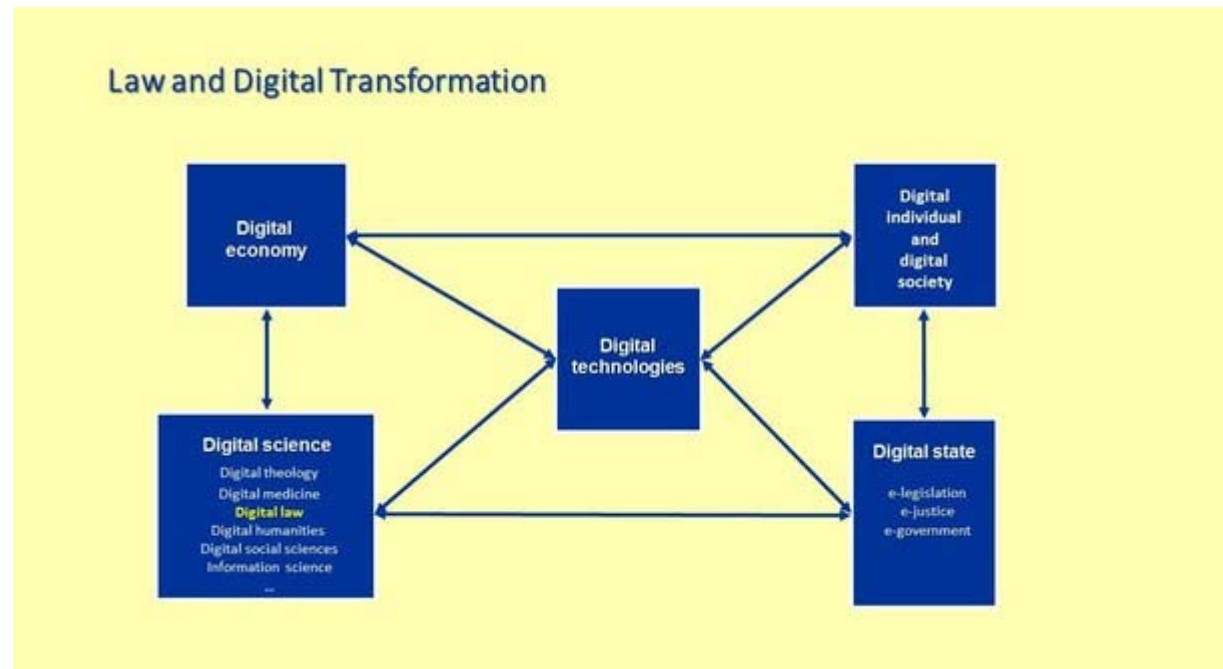 Law and Digital Transformation
Digital
economy
Digital
individual
and
digital
society
Digital
technologies
Digital science
Digital theology
Digital medicine
Digital law
Digital humanities
Digital social sciences
Information science
...
Digital state
e-legislation
e-justice
e-government